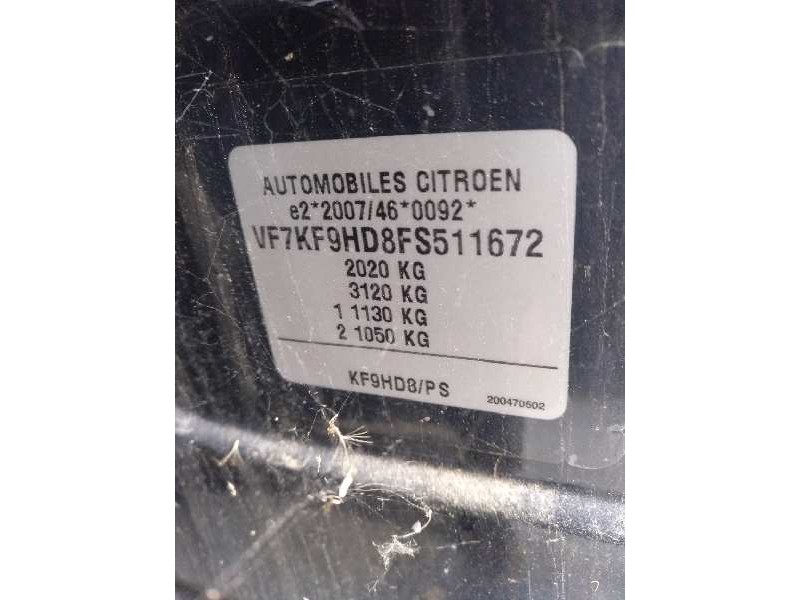 AUTOMOBILES CITROEN
e2*2007/46*0092*
VF7KF9HD8FS511672
2020 KG
3120 KG
1 1130 KG
2 1050 KG
KF9HD8/PS
200470502